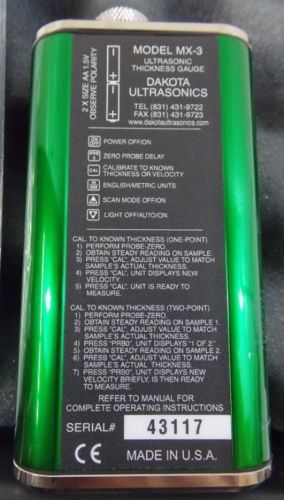 2 X SIZE AA 1.5V
OBSERVE POLARITY
MODEL MX-3
ULTRASONIC
THICKNESS GAUGE
DAKOTA
ULTRASONICS
TEL (831) 431-9722
FAX (831) 431-9723
www.dakotaultrasonics.com
POWER OFF/ON
ZERO PROBE DELAY
CAL
CALIBRATE TO KNOWN
THICKNESS OR VELOCITY
ENGLISH/METRIC UNITS
SCAN MODE OFF/ON
LIGHT OFF/AUTO/ON
CAL TO KNOWN THICKNESS (ONE-POINT)
1) PERFORM PROBE-ZERO.
2) OBTAIN STEADY READING ON SAMPLE.
3) PRESS "CAL", ADJUST VALUE TO MATCH
SAMPLE'S ACTUAL THICKNESS.
4) PRESS "CAL", UNIT DISPLAYS NEW
VELOCITY.
5) PRESS "CAL", UNIT IS READY TO
MEASURE.
CAL TO KNOWN THICKNESS (TWO-POINT)
1) PERFORM PROBE-ZERO.
2) OBTAIN STEADY READING ON SAMPLE 1.
3) PRESS "CAL", ADJUST VALUE TO MATCH
SAMPLE'S ACTUAL THICKNESS.
4) PRESS "PRB0", UNIT DISPLAYS "1 OF 2."
5) OBTAIN STEADY READING ON SAMPLE 2.
6) PRESS "CAL", ADJUST VALUE TO MATCH
SAMPLE'S ACTUAL THICKNESS.
7) PRESS "PRB0", UNIT DISPLAYS NEW
VELOCITY BRIEFLY, IS THEN READY
TO MEASURE.
REFER TO MANUAL FOR
COMPLETE OPERATING INSTRUCTIONS
SERIAL# 43117
CE MADE IN U.S.A.